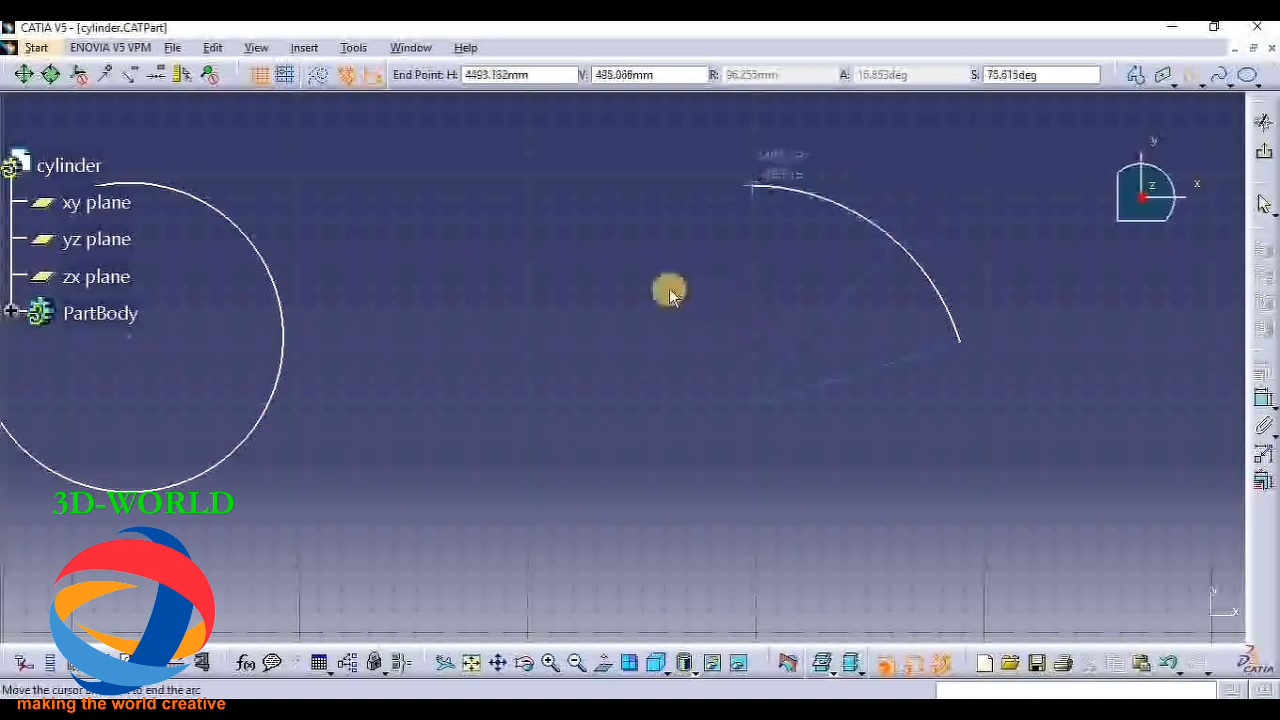 CATIA V5 - [cylinder.CATPart]
Start ENOVIA V5 VPM File Edit View Insert Tools Window Help
End Point: H: V: R: A: S:
y
cylinder
x
z
xy plane
yz plane
zx plane
PartBody
3D-WORLD
f(x)
CATIA
Move the cursor to end the arc
making the world creative